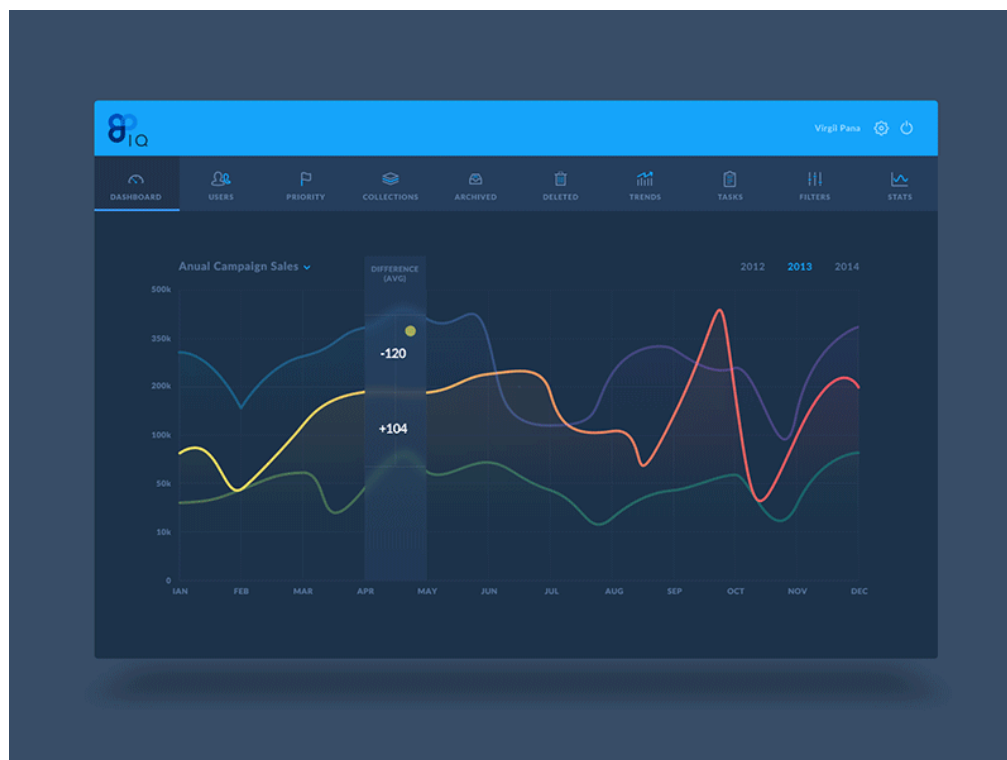 IQ
Virgil Pana
DASHBOARD USERS PRIORITY COLLECTIONS ARCHIVED DELETED TRENDS TASKS FILTERS STATS
Anual Campaign Sales
DIFFERENCE
(AVG)
2012 2013 2014
500k
350k
-120
200k
+104
100k
50k
10k
0
JAN FEB MAR APR MAY JUN JUL AUG SEP OCT NOV DEC